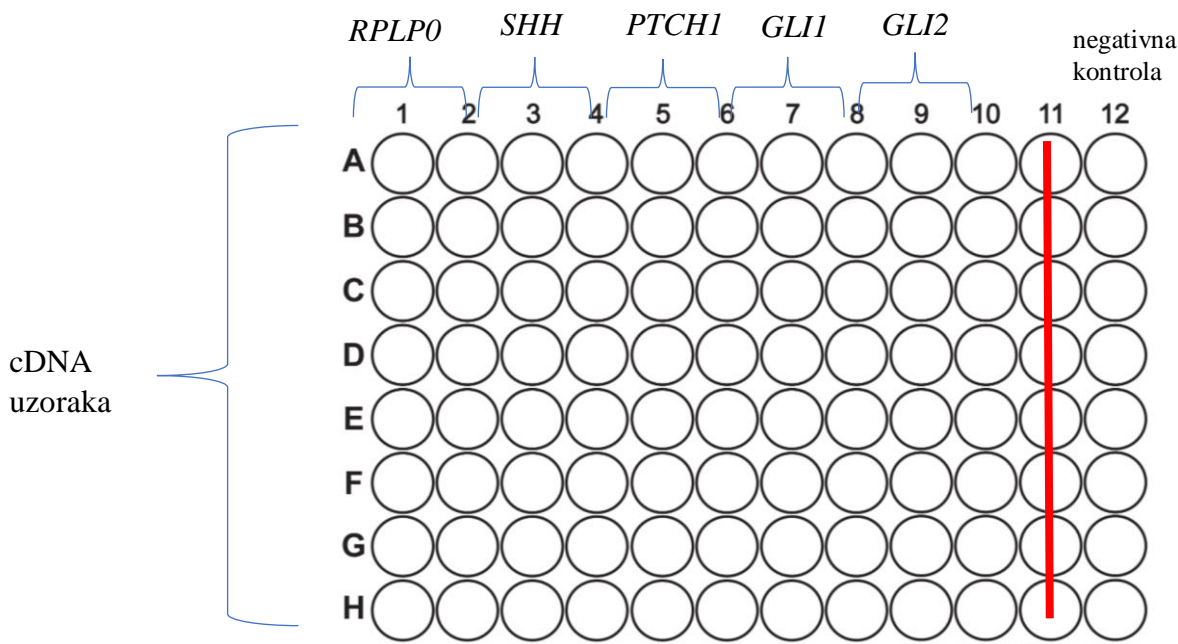 RPLP0 SHH PTCH1 GLI1 GLI2
negativna
kontrola
1 2 3 4 5 6 7 8 9 10 11 12
A
B
C
D
E
F
G
H
cDNA
uzoraka